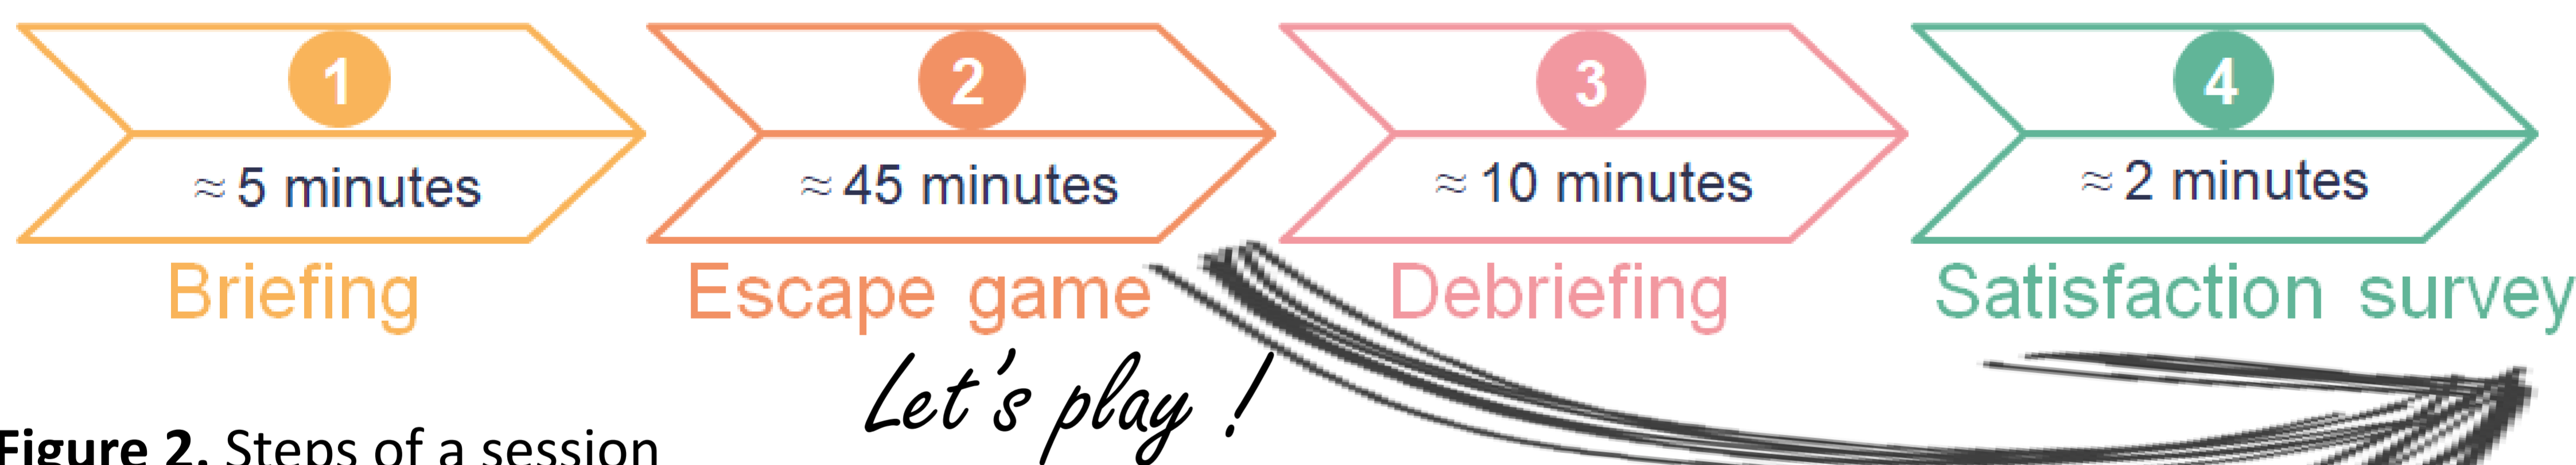 1 2 3 4
≈ 5 minutes ≈ 45 minutes ≈ 10 minutes ≈ 2 minutes
Briefing Escape game Debriefing Satisfaction survey
Let's play !
Figure 2. Steps of a session